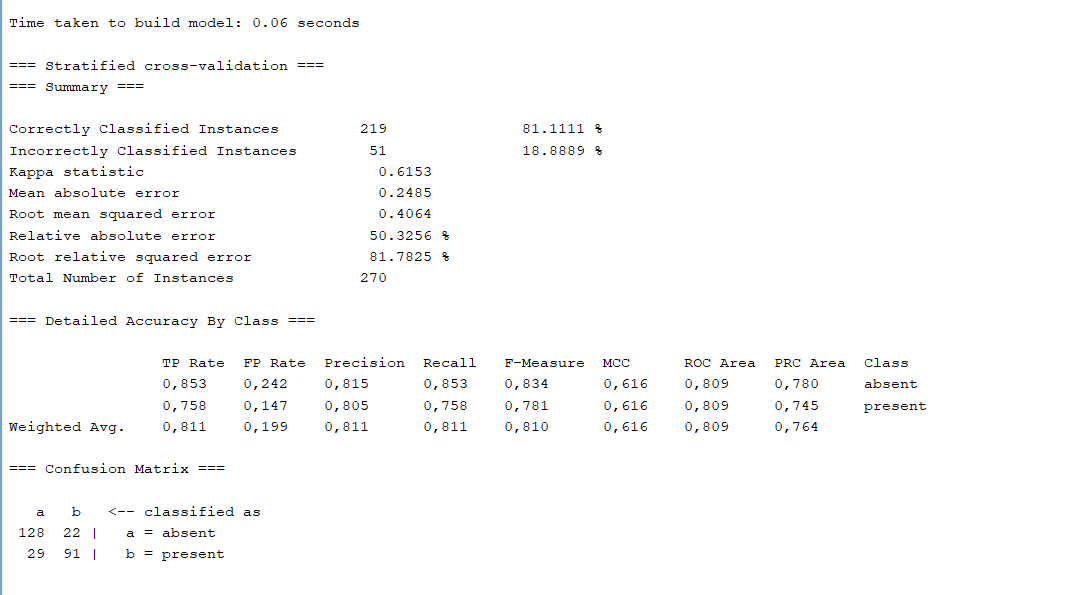 Time taken to build model: 0.06 seconds
=== Stratified cross-validation ===
=== Summary ===
Correctly Classified Instances 219 81.1111 %
Incorrectly Classified Instances 51 18.8889 %
Kappa statistic 0.6153
Mean absolute error 0.2485
Root mean squared error 0.4064
Relative absolute error 50.3256 %
Root relative squared error 81.7825 %
Total Number of Instances 270
=== Detailed Accuracy By Class ===
TP Rate FP Rate Precision Recall F-Measure MCC ROC Area PRC Area Class
0,853 0,242 0,815 0,853 0,834 0,616 0,809 0,780 absent
0,758 0,147 0,805 0,758 0,781 0,616 0,809 0,745 present
Weighted Avg. 0,811 0,199 0,811 0,811 0,810 0,616 0,809 0,764
=== Confusion Matrix ===
a b <-- classified as
128 22 | a = absent
29 91 | b = present